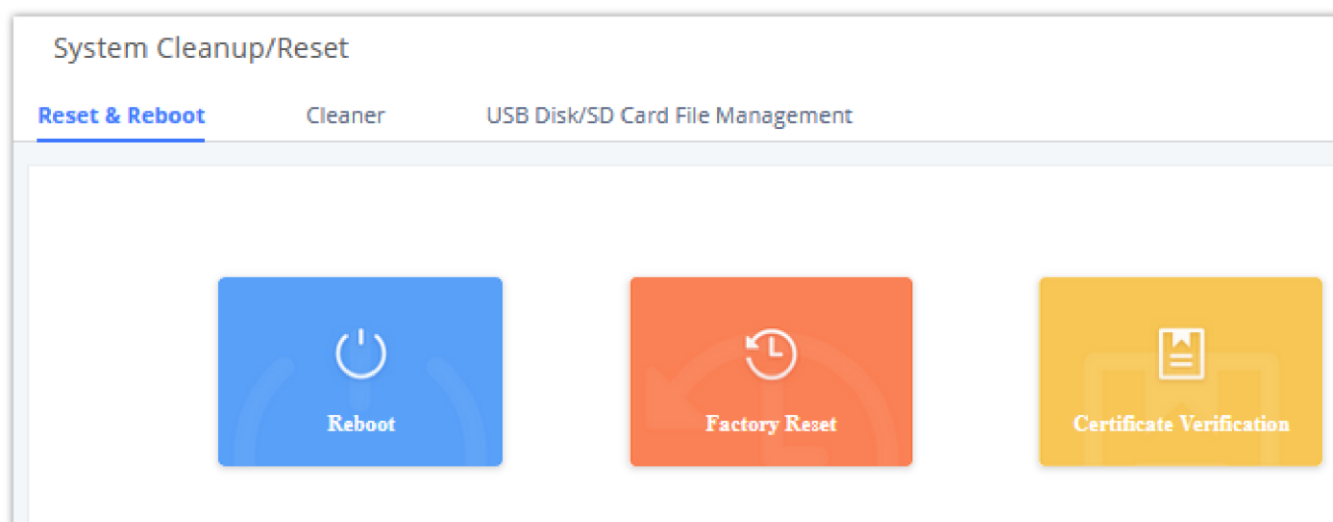 System Cleanup/Reset
Reset & Reboot Cleaner USB Disk/SD Card File Management
Reboot Factory Reset Certificate Verification